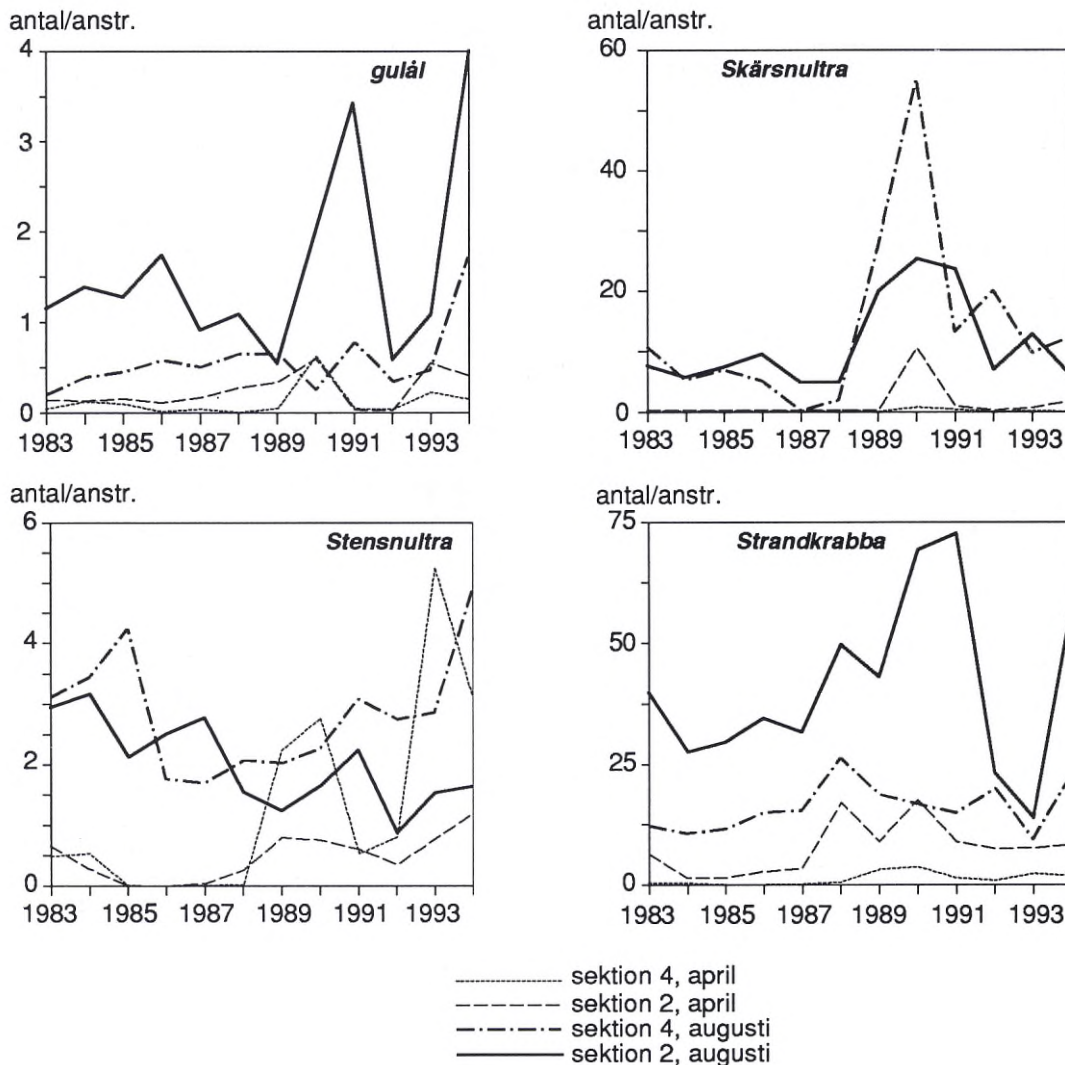 antal/anstr.
gulål
4
3
2
1
0
1983 1985 1987 1989 1991 1993
antal/anstr.
Skärsnultra
60
40
20
0
1983 1985 1987 1989 1991 1993
antal/anstr.
Stensnultra
6
4
2
0
1983 1985 1987 1989 1991 1993
antal/anstr.
Strandkrabba
75
50
25
0
1983 1985 1987 1989 1991 1993
sektion 4, april
sektion 2, april
sektion 4, augusti
sektion 2, augusti